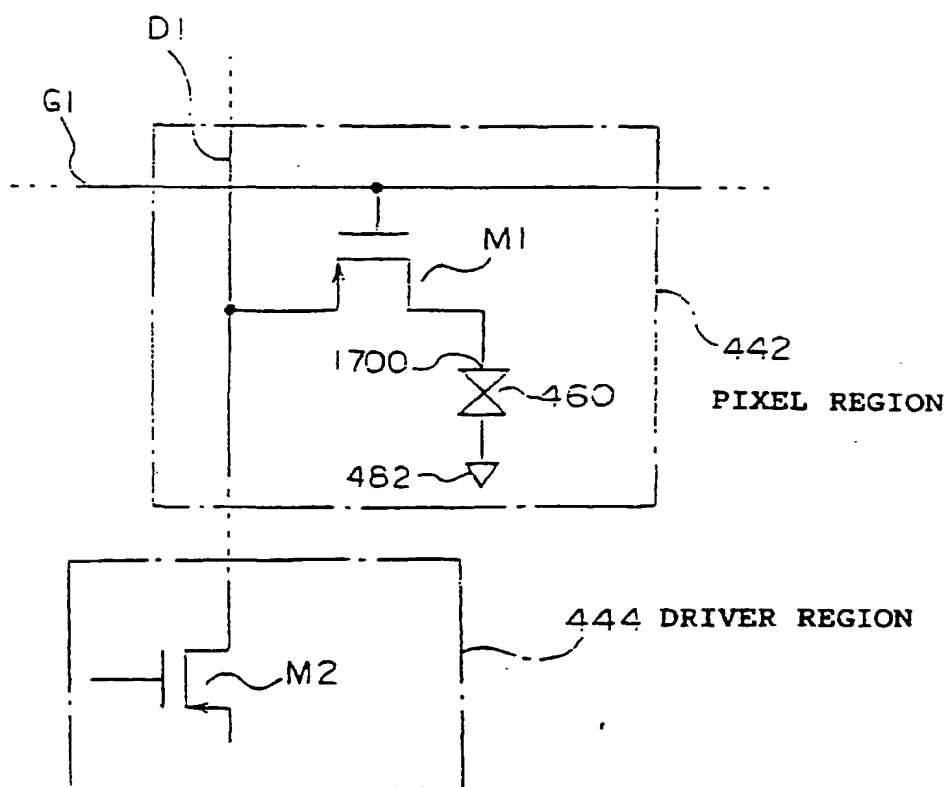 D1
G1
M1
1700
460
442
PIXEL REGION
482
444 DRIVER REGION
M2